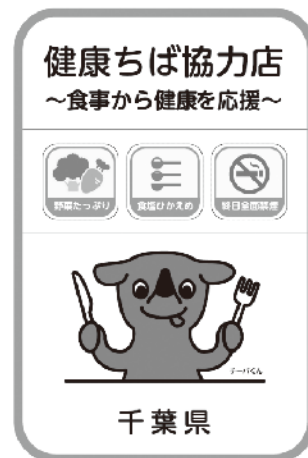 健康ちば協力店
～食事から健康を応援～
野菜たっぷり
食塩ひかえめ
終日全面禁煙
チーバくん
千葉県